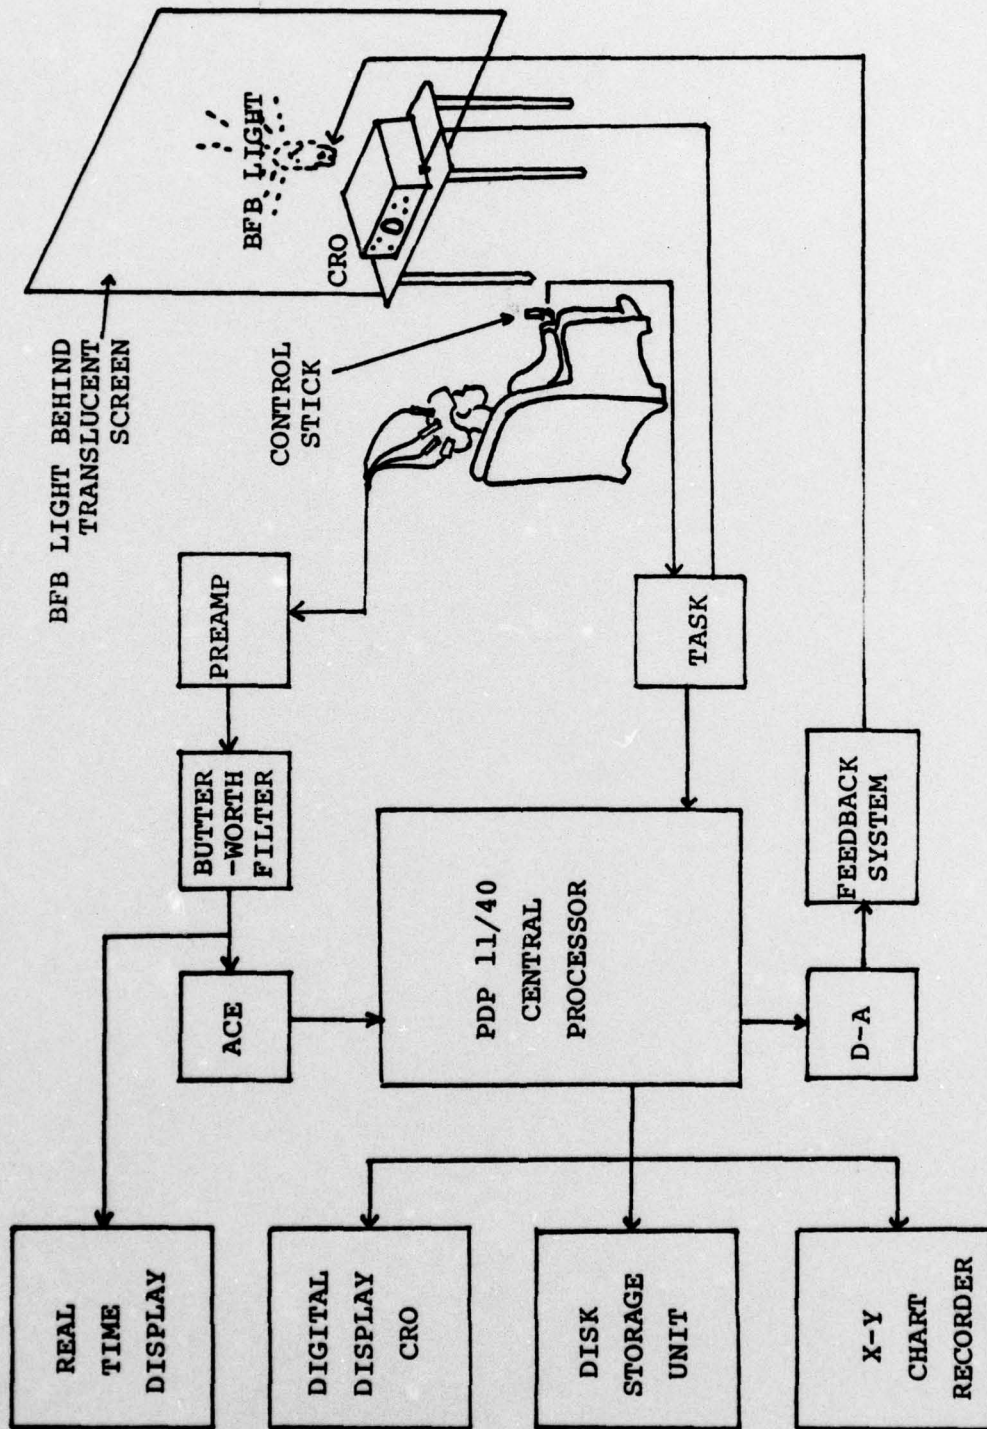 REAL
TIME
DISPLAY
DIGITAL
DISPLAY
CRO
DISK
STORAGE
UNIT
X-Y
CHART
RECORDER
ACE
BUTTER
-WORTH
FILTER
PREAMP
PDP 11/40
CENTRAL
PROCESSOR
TASK
D-A
FEEDBACK
SYSTEM
BFB LIGHT BEHIND
TRANSLUCENT
SCREEN
CONTROL
STICK
BFB LIGHT
CRO